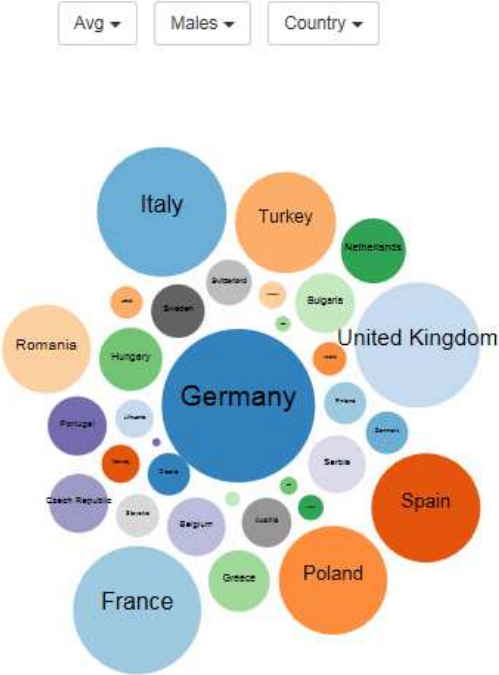 Avg
Males
Country
Italy
Turkey
Netherlands
Switzerland
Sweden
Bulgaria
United Kingdom
Romania
Hungary
Germany
Finland
Portugal
Lithuania
Denmark
Serbia
Croatia
Czech Republic
Slovakia
Belgium
Austria
Spain
Greece
Poland
France